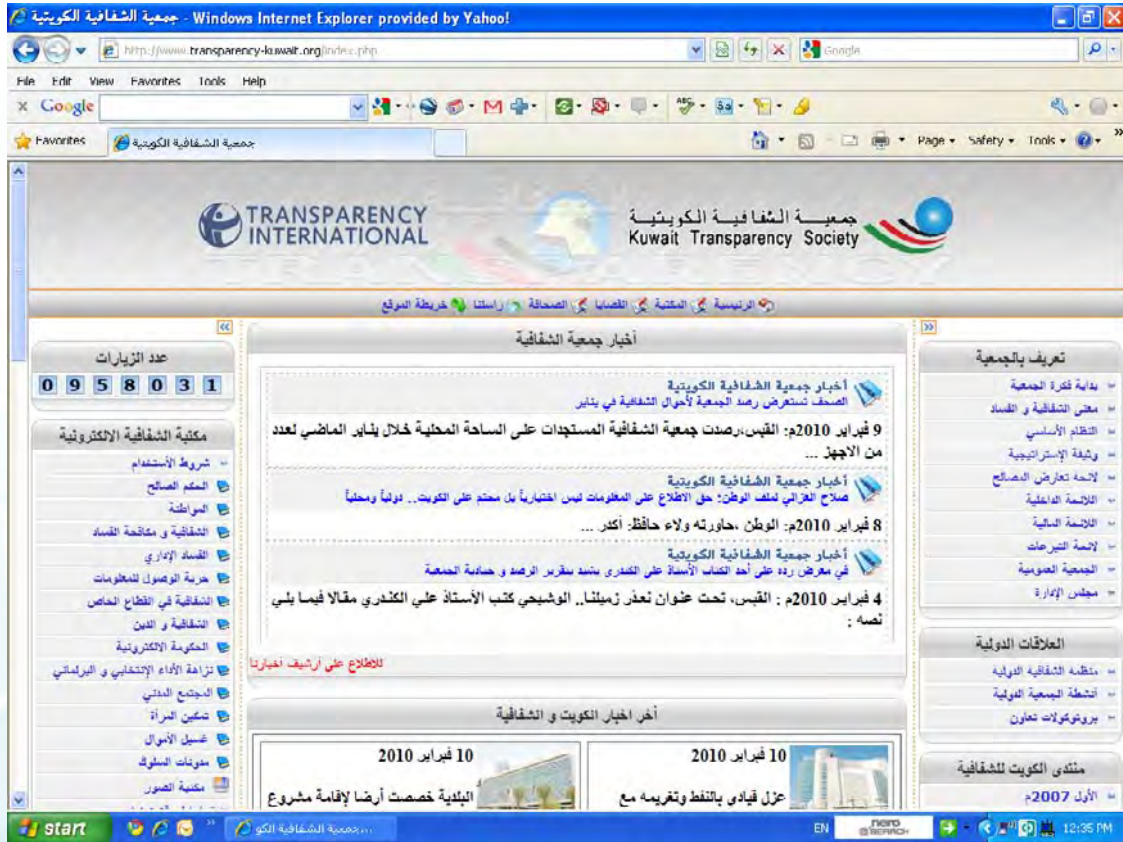 جمعية الشفافية الكويتية - Windows Internet Explorer provided by Yahoo!
http://www.transparency-kuwait.org/index.php
Google
File Edit View Favorites Tools Help
x Google
Favorites
جمعية الشفافية الكويتية
Page Safety Tools
TRANSPARENCY
INTERNATIONAL
جمعيــة الشفافيـة الكويتيـة
Kuwait Transparency Society
الرئيسية المكتبة القضايا الصحافة راسلنا خريطة الموقع
تعريف بالجمعية
بداية فكرة الجمعية
معنى الشفافية و الفساد
النظام الأساسي
وثيقة الإستراتيجية
لائحة تعارض المصالح
اللائحة الداخلية
اللائحة المالية
لائحة التبرعات
الجمعية العمومية
مجلس الإدارة
العلاقات الدولية
منظمة الشفافية الدولية
أنشطة الجمعية الدولية
بروتوكولات تعاون
منتدى الكويت للشفافية
الأول 2007م
أخبار جمعية الشفافية
أخبار جمعية الشفافية الكويتية
الصحف تستعرض رصد الجمعية لأحوال الشفافية في يناير
9 فبراير 2010م: القبس،رصدت جمعية الشفافية المستجدات على الساحة المحلية خلال يناير الماضي لعدد
من الاجهز ...
أخبار جمعية الشفافية الكويتية
صلاح الغزالي لملف الوطن: حق الاطلاع على المعلومات ليس اختيارياً بل محتم على الكويت.. دولياً ومحلياً
8 فبراير 2010م: الوطن ،حاورته ولاء حافظ: أكدر ...
أخبار جمعية الشفافية الكويتية
في معرض رده على أحد الكتاب الأستاذ علي الكندري يشيد بتقرير الرصد و حيادية الجمعية
4 فبراير 2010م : القبس، تحت عنوان نعذر زميلنا.. الوشيحي كتب الأستاذ علي الكندري مقالا فيما يلي
نصه :
للاطلاع على أرشيف أخبارنا
أخر اخبار الكويت و الشفافية
10 فبراير 2010
عزل قيادي بالنفط وتغريمه مع
10 فبراير 2010
البلدية خصصت أرضا لإقامة مشروع
عدد الزيارات
0 9 5 8 0 3 1
مكتبة الشفافية الالكترونية
شروط الأستخدام
الحكم الصالح
المواطنة
الشفافية و مكافحة الفساد
الفساد الإداري
حرية الوصول للمعلومات
الشفافية في القطاع الخاص
الشفافية و الدين
الحكومة الالكترونية
نزاهة الأداء الإنتخابي و البرلماني
المجتمع المدني
تمكين المرأة
غسيل الأموال
مدونات السلوك
مكتبة الصور
start
جمعية الشفافية الكو...
EN
nero
SEARCH
12:35 PM